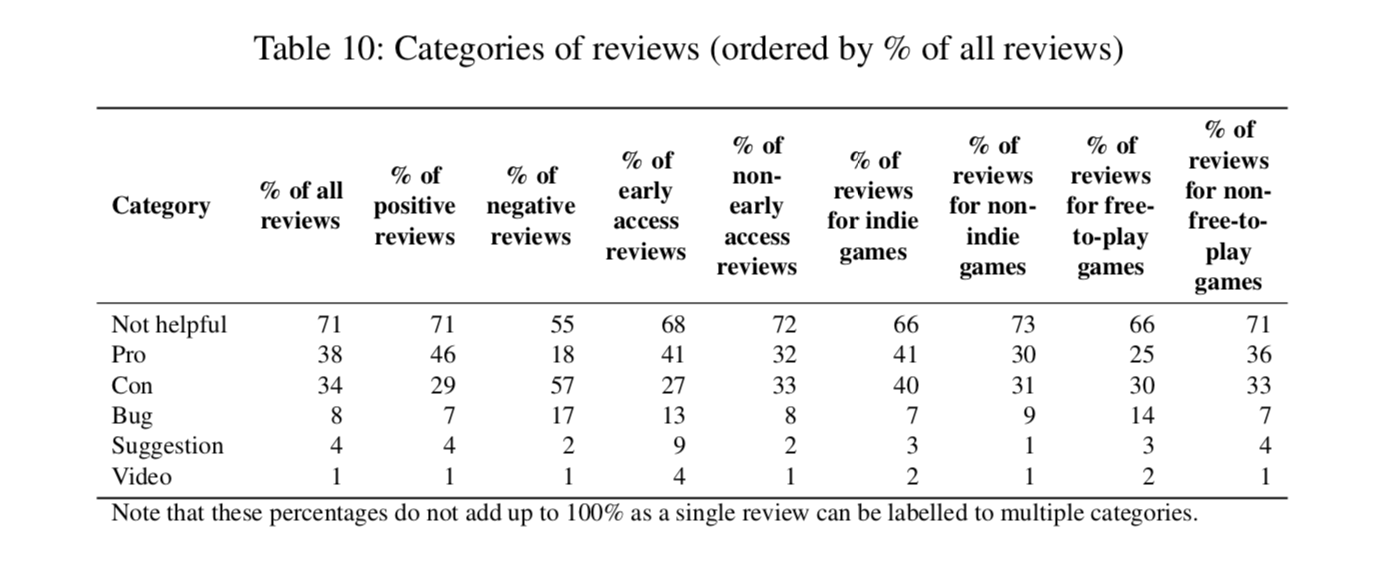 Table 10: Categories of reviews (ordered by % of all reviews)
Category % of all reviews % of positive reviews % of negative reviews % of early access reviews % of non-early access reviews % of reviews for indie games % of reviews for non-indie games % of reviews for free-to-play games % of reviews for non-free-to-play games
Not helpful 71 71 55 68 72 66 73 66 71
Pro 38 46 18 41 32 41 30 25 36
Con 34 29 57 27 33 40 31 30 33
Bug 8 7 17 13 8 7 9 14 7
Suggestion 4 4 2 9 2 3 1 3 4
Video 1 1 1 4 1 2 1 2 1
Note that these percentages do not add up to 100% as a single review can be labelled to multiple categories.